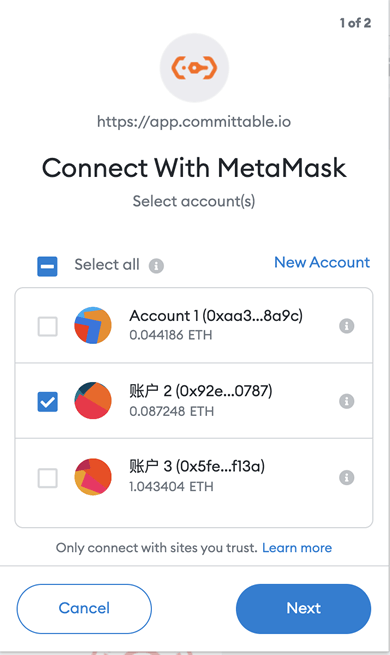 1 of 2
https://app.committable.io
Connect With MetaMask
Select account(s)
Select all
New Account
Account 1 (0xaa3...8a9c)
0.044186 ETH
账户 2 (0x92e...0787)
0.087248 ETH
账户 3 (0x5fe...f13a)
1.043404 ETH
Only connect with sites you trust. Learn more
Cancel
Next